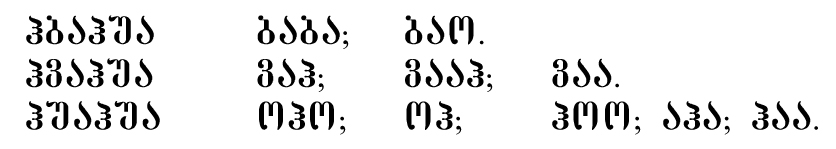 ჰბაჰუა ბაბა; ბაო.
ჰვაჰუა ვაჰ; ვააჰ; ვაა.
ჰუაჰუა ოჰო; ოჰ; ჰოო; აჰა; ჰაა.